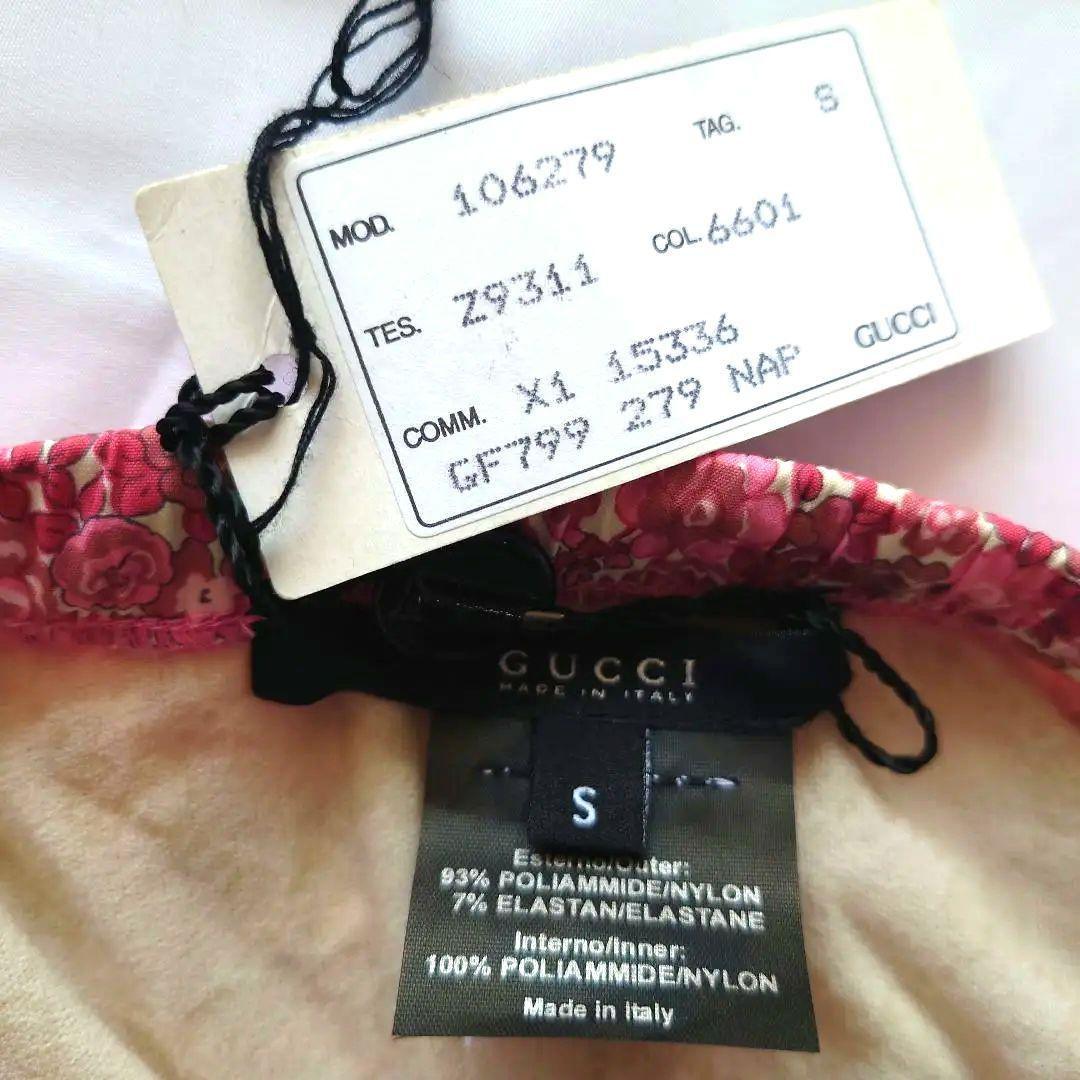 MOD. 106279 TAG. S
TES. Z9311 COL. 6601
COMM. X1 15336
GF799 279 NAP GUCCI
GUCCI
MADE IN ITALY
S
Esterno/Outer:
93% POLIAMMIDE/NYLON
7% ELASTAN/ELASTANE
Interno/Inner:
100% POLIAMMIDE/NYLON
Made in Italy